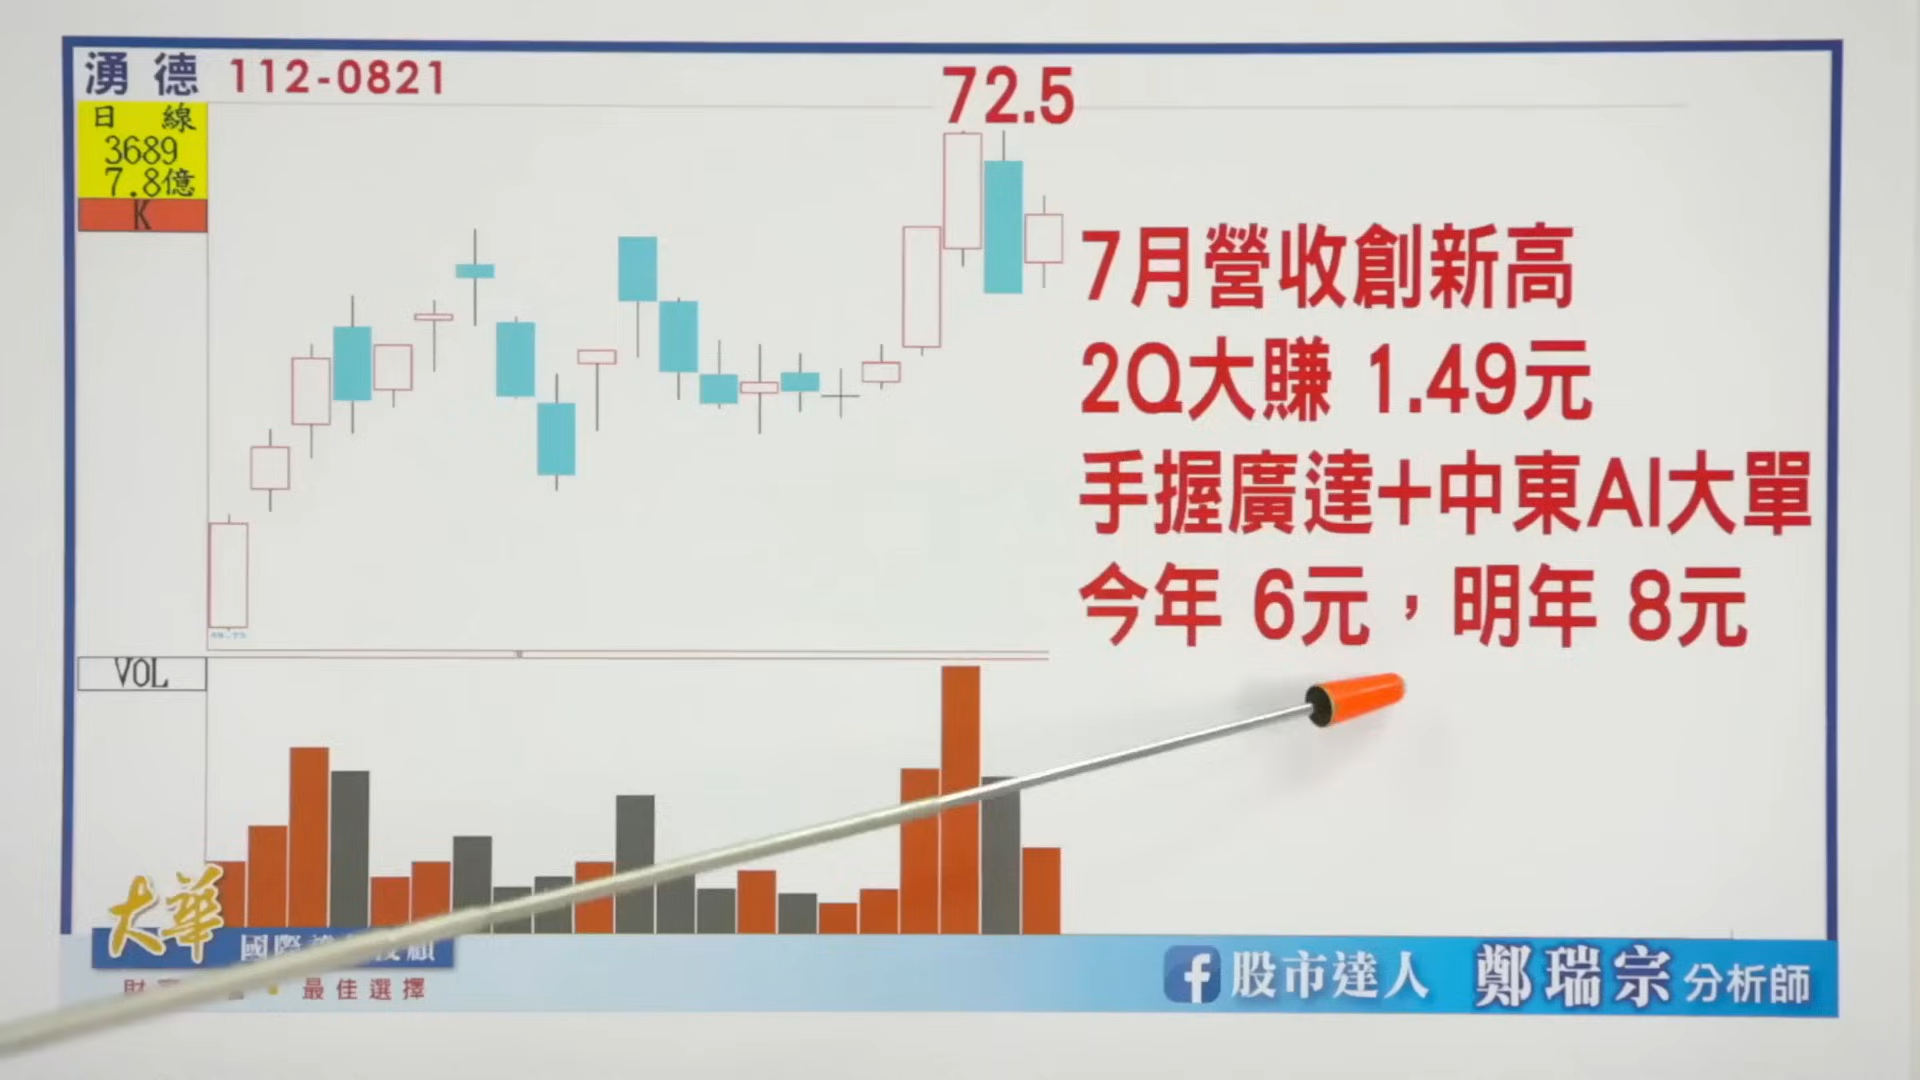 湧德 112-0821
72.5
日 線
3689
7.8億
K
7月營收創新高
2Q大賺 1.49元
手握廣達+中東AI大單
今年 6元，明年 8元
VOL
大華
國際
最佳選擇
股市達人 鄭瑞宗 分析師